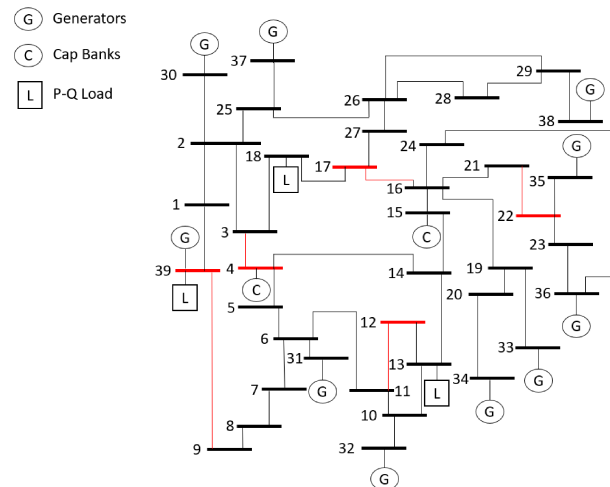 G Generators
C Cap Banks
L P-Q Load
G G
30 37
25
2
26
29
28
G
38
27
18
L
17
24
21
G
35
16
15
C
22
1
3
23
G
39
L
4
C
14
19
20
36
G
5
12
6
31
G
13
L
33
G
7
11
34
G
10
8
9
32
G